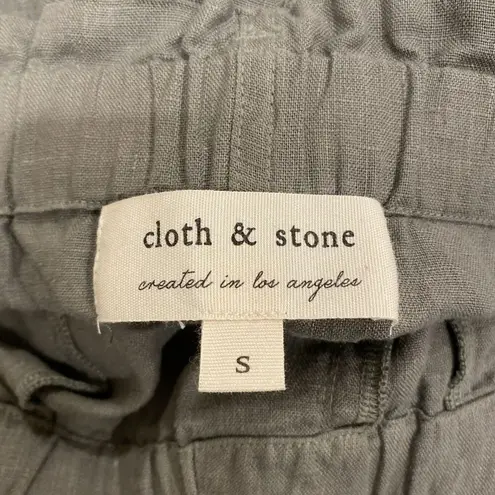 cloth & stone
created in los angeles
S